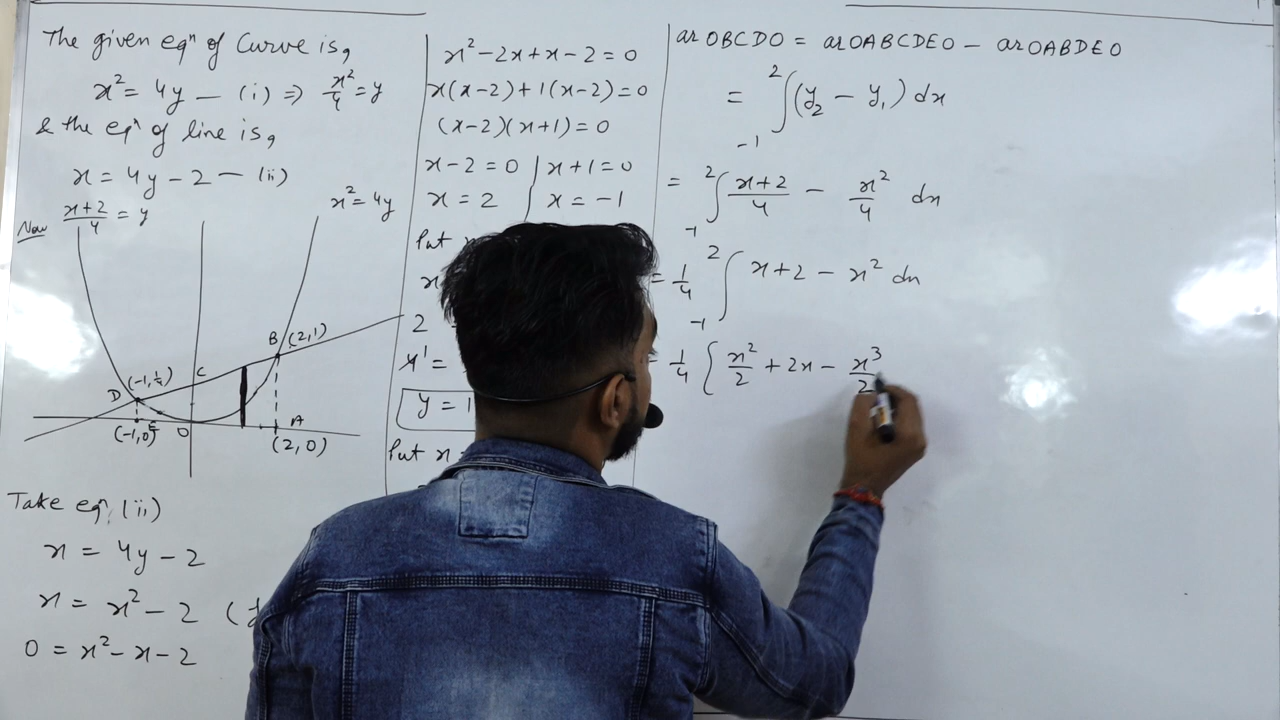 The given eqⁿ of Curve is,
x² = 4y — (i) ⇒ x²/4 = y
& the eqⁿ of line is,
x = 4y - 2 — (ii)
x+2/4 = y
Now
x² = 4y
B (2,1)
C
(-1,¼)
D
(-1,0) E O A
(2,0)
Take eqⁿ (ii)
x = 4y - 2
x = x² - 2 (
0 = x² - x - 2
x² - 2x + x - 2 = 0
x(x-2) + 1(x-2) = 0
(x-2)(x+1) = 0
x - 2 = 0 | x + 1 = 0
x = 2 | x = -1
Put
x
2
=
y = 1
Put x
ar OBCDO = ar OABCDEO - ar OABDEO
= ∫₋₁² (y₂ - y₁) dx
= ∫₋₁² x+2/4 - x²/4 dx
= 1/4 ∫₋₁² x + 2 - x² dx
= 1/4 [ x²/2 + 2x - x³/